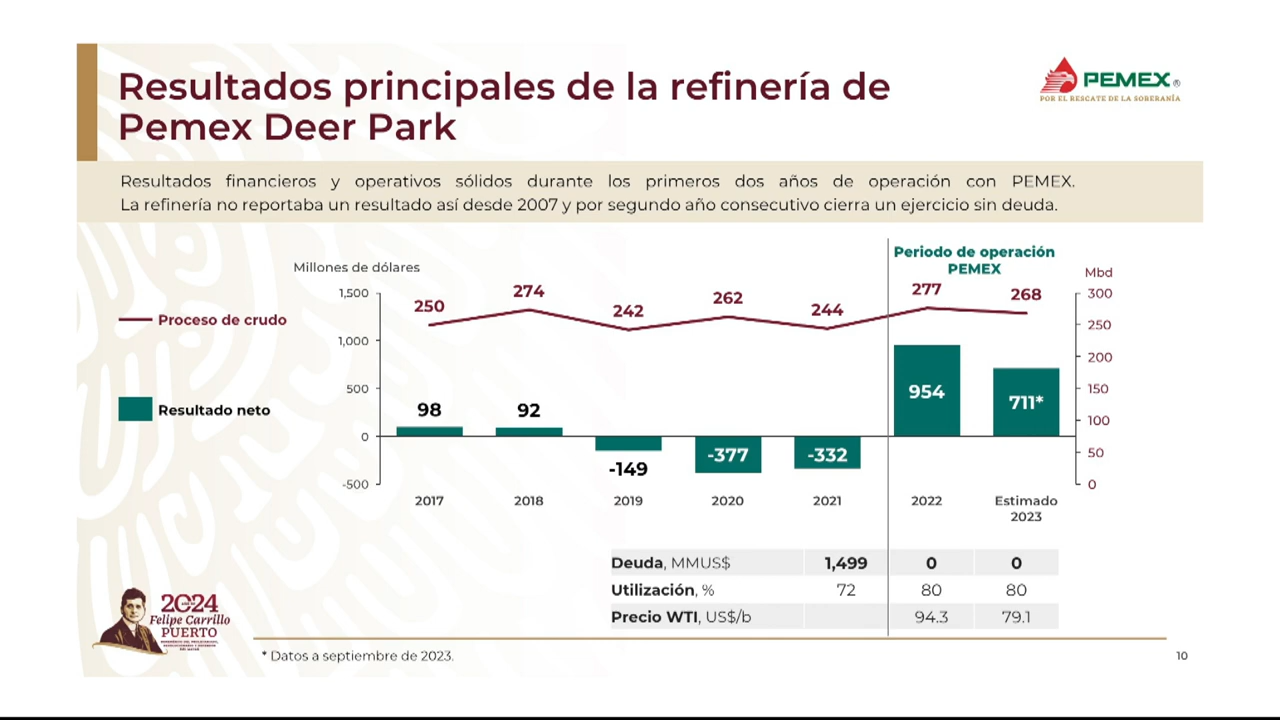 Resultados principales de la refinería de
Pemex Deer Park
PEMEX®
POR EL RESCATE DE LA SOBERANÍA
Resultados financieros y operativos sólidos durante los primeros dos años de operación con PEMEX.
La refinería no reportaba un resultado así desde 2007 y por segundo año consecutivo cierra un ejercicio sin deuda.
Periodo de operación
PEMEX
Millones de dólares
Mbd
Proceso de crudo
Resultado neto
1,500
1,000
500
0
-500
250
274
242
262
244
277
268
300
250
200
150
100
50
0
98
92
-149
-377
-332
954
711*
2017
2018
2019
2020
2021
2022
Estimado
2023
Deuda, MMUS$ 1,499 0 0
Utilización, % 72 80 80
Precio WTI, US$/b 94.3 79.1
2024
Felipe Carrillo
PUERTO
* Datos a septiembre de 2023.
10